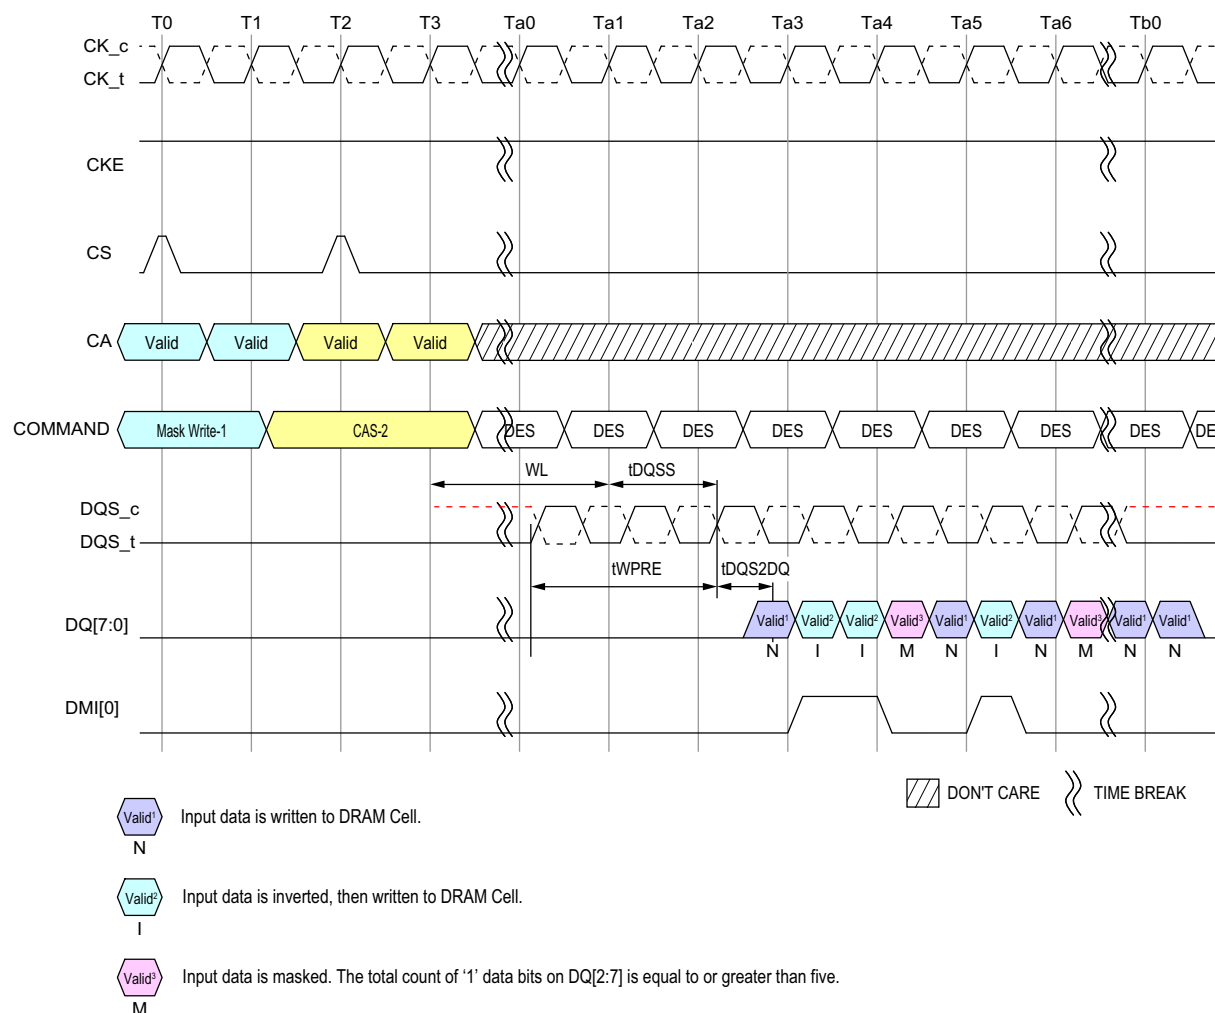 T0 T1 T2 T3 Ta0 Ta1 Ta2 Ta3 Ta4 Ta5 Ta6 Tb0
CK_c
CK_t
CKE
CS
CA Valid Valid Valid Valid
COMMAND Mask Write-1 CAS-2 DES DES DES DES DES DES DES DES DE
WL tDQSS
DQS_c
DQS_t
tWPRE tDQS2DQ
DQ[7:0] Valid¹ Valid² Valid² Valid³ Valid¹ Valid² Valid¹ Valid³ Valid¹ Valid¹
N I I M N I N M N N
DMI[0]
DON'T CARE TIME BREAK
Valid¹ Input data is written to DRAM Cell.
N
Valid² Input data is inverted, then written to DRAM Cell.
I
Valid³ Input data is masked. The total count of ‘1’ data bits on DQ[2:7] is equal to or greater than five.
M